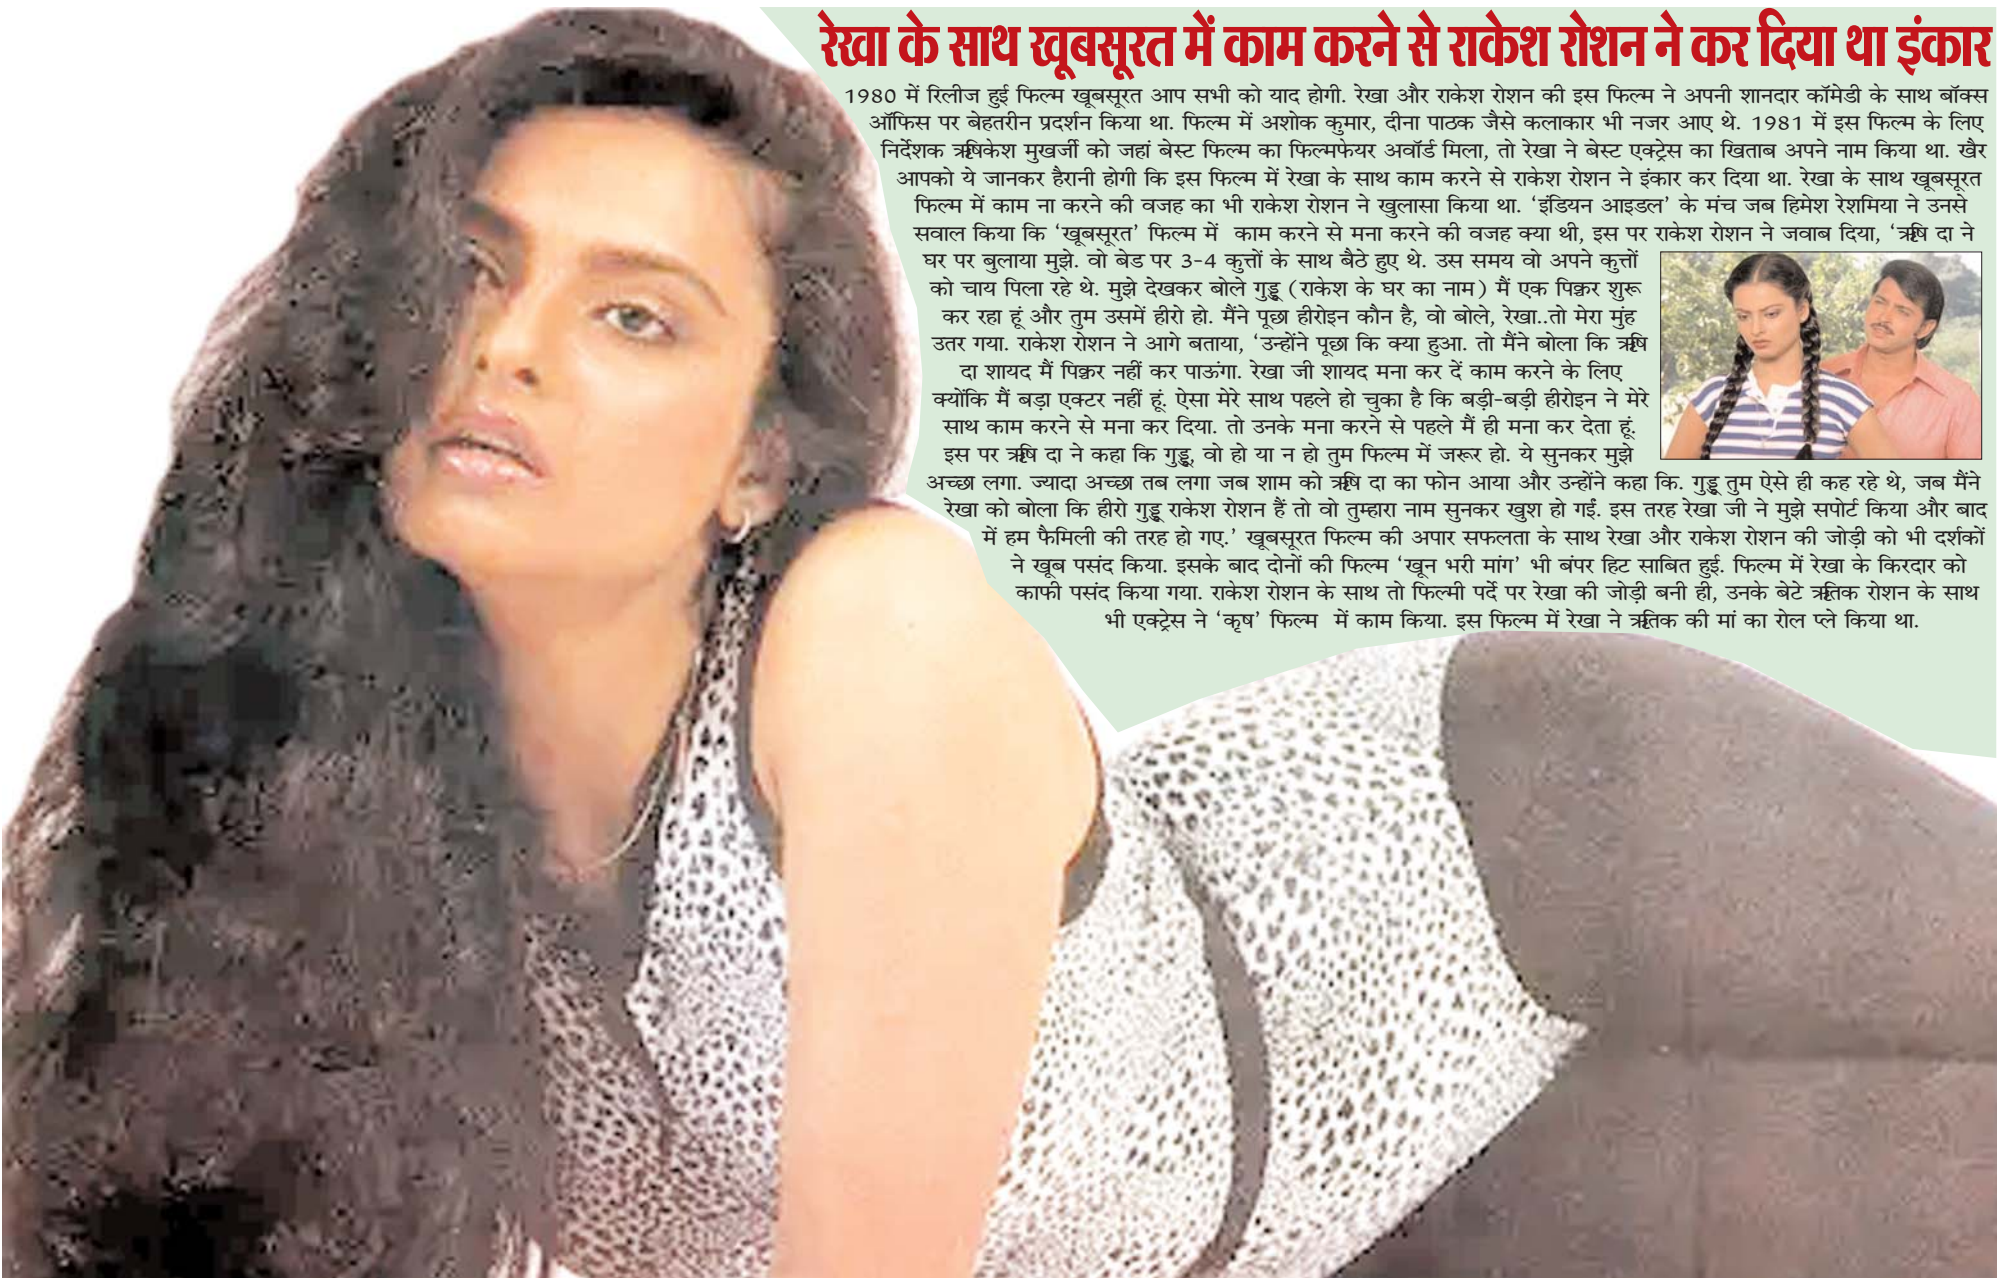 रेखा के साथ खूबसूरत में काम करने से राकेश रोशन ने कर दिया था इंकार
1980 में रिलीज हुई फिल्म खूबसूरत आप सभी को याद होगी. रेखा और राकेश रोशन की इस फिल्म ने अपनी शानदार कॉमेडी के साथ बॉक्स
ऑफिस पर बेहतरीन प्रदर्शन किया था. फिल्म में अशोक कुमार, दीना पाठक जैसे कलाकार भी नजर आए थे. 1981 में इस फिल्म के लिए
निर्देशक ऋषिकेश मुखर्जी को जहां बेस्ट फिल्म का फिल्मफेयर अवॉर्ड मिला, तो रेखा ने बेस्ट एक्ट्रेस का खिताब अपने नाम किया था. खैर
आपको ये जानकर हैरानी होगी कि इस फिल्म में रेखा के साथ काम करने से राकेश रोशन ने इंकार कर दिया था. रेखा के साथ खूबसूरत
फिल्म में काम ना करने की वजह का भी राकेश रोशन ने खुलासा किया था. ‘इंडियन आइडल’ के मंच जब हिमेश रेशमिया ने उनसे
सवाल किया कि ‘खूबसूरत’ फिल्म में काम करने से मना करने की वजह क्या थी, इस पर राकेश रोशन ने जवाब दिया, ‘ऋषि दा ने
घर पर बुलाया मुझे. वो बेड पर 3-4 कुत्तों के साथ बैठे हुए थे. उस समय वो अपने कुत्तों
को चाय पिला रहे थे. मुझे देखकर बोले गुड्डू (राकेश के घर का नाम) मैं एक पिक्चर शुरू
कर रहा हूं और तुम उसमें हीरो हो. मैंने पूछा हीरोइन कौन है, वो बोले, रेखा..तो मेरा मुंह
उतर गया. राकेश रोशन ने आगे बताया, ‘उन्होंने पूछा कि क्या हुआ. तो मैंने बोला कि ऋषि
दा शायद मैं पिक्चर नहीं कर पाऊंगा. रेखा जी शायद मना कर दें काम करने के लिए
क्योंकि मैं बड़ा एक्टर नहीं हूं. ऐसा मेरे साथ पहले हो चुका है कि बड़ी-बड़ी हीरोइन ने मेरे
साथ काम करने से मना कर दिया. तो उनके मना करने से पहले मैं ही मना कर देता हूं.
इस पर ऋषि दा ने कहा कि गुड्डू, वो हो या न हो तुम फिल्म में जरूर हो. ये सुनकर मुझे
अच्छा लगा. ज्यादा अच्छा तब लगा जब शाम को ऋषि दा का फोन आया और उन्होंने कहा कि. गुड्डू तुम ऐसे ही कह रहे थे, जब मैंने
रेखा को बोला कि हीरो गुड्डू राकेश रोशन हैं तो वो तुम्हारा नाम सुनकर खुश हो गईं. इस तरह रेखा जी ने मुझे सपोर्ट किया और बाद
में हम फैमिली की तरह हो गए.’ खूबसूरत फिल्म की अपार सफलता के साथ रेखा और राकेश रोशन की जोड़ी को भी दर्शकों
ने खूब पसंद किया. इसके बाद दोनों की फिल्म ‘खून भरी मांग’ भी बंपर हिट साबित हुई. फिल्म में रेखा के किरदार को
काफी पसंद किया गया. राकेश रोशन के साथ तो फिल्मी पर्दे पर रेखा की जोड़ी बनी ही, उनके बेटे ऋतिक रोशन के साथ
भी एक्ट्रेस ने ‘कृष’ फिल्म में काम किया. इस फिल्म में रेखा ने ऋतिक की मां का रोल प्ले किया था.